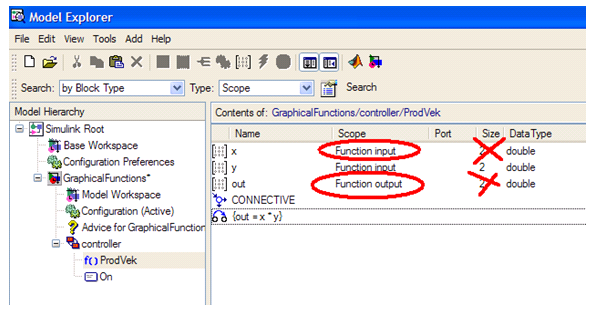 Model Explorer
File Edit View Tools Add Help
Search: by Block Type Type: Scope Search
Model Hierarchy
Simulink Root
Base Workspace
Configuration Preferences
GraphicalFunctions*
Model Workspace
Configuration (Active)
Advice for GraphicalFunction
controller
f() ProdVek
On
Contents of: GraphicalFunctions/controller/ProdVek
Name Scope Port Size DataType
x Function input 2 double
y Function input 2 double
out Function output 2 double
CONNECTIVE
{out = x * y}